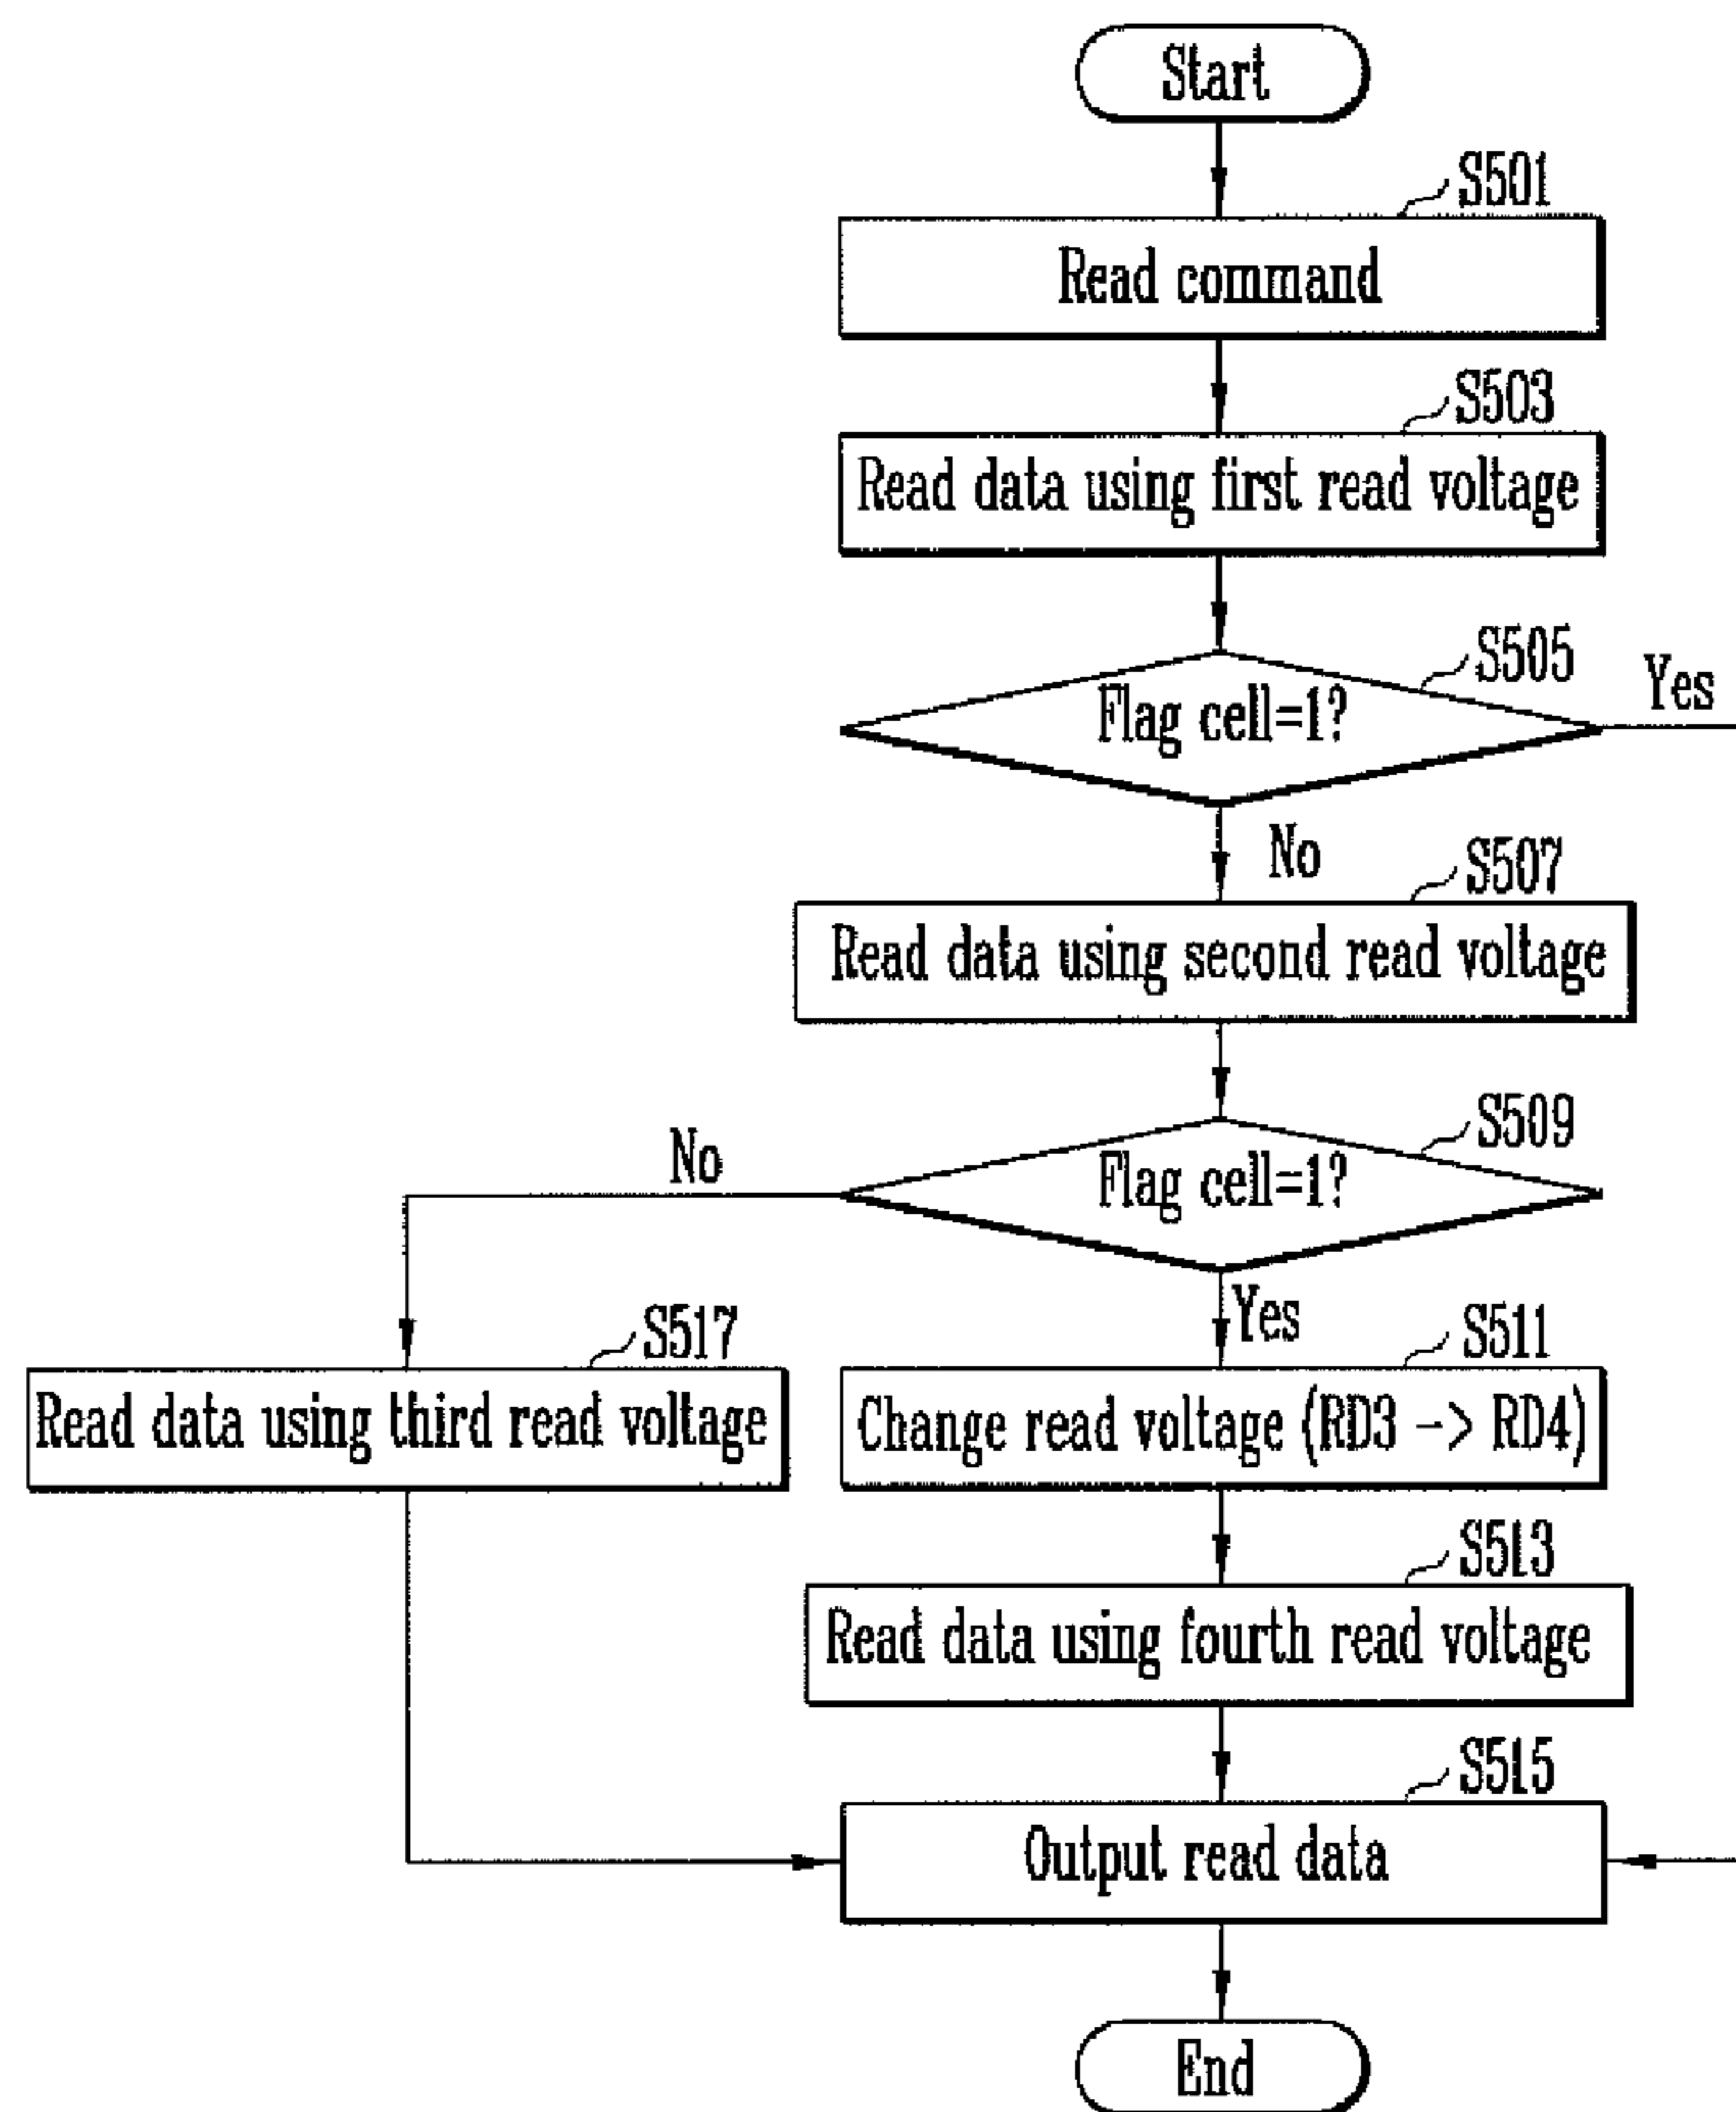 Start
S501
Read command
S503
Read data using first read voltage
S505
Flag cell=1?
Yes
No
S507
Read data using second read voltage
S509
Flag cell=1?
No
Yes
S517
Read data using third read voltage
S511
Change read voltage (RD3 -> RD4)
S513
Read data using fourth read voltage
S515
Output read data
End